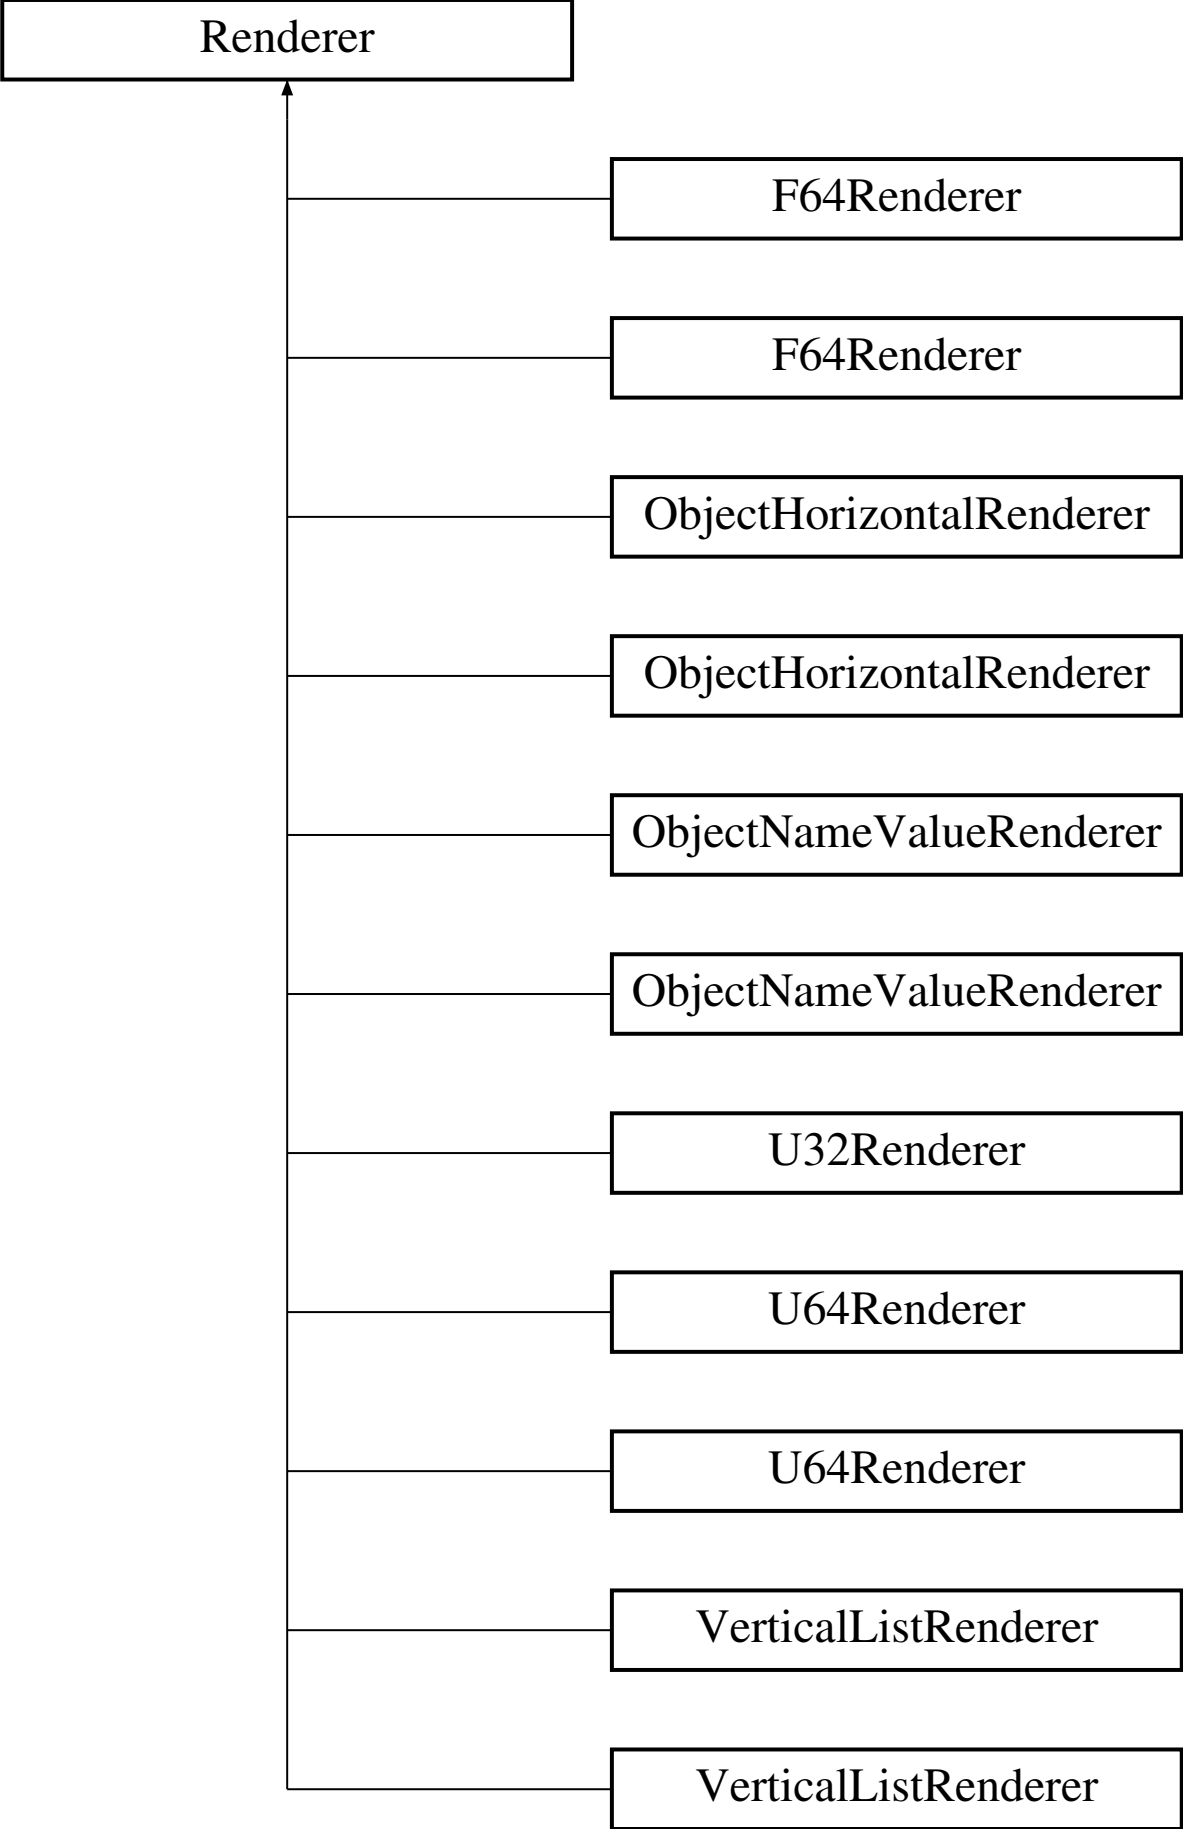 Renderer
F64Renderer
F64Renderer
ObjectHorizontalRenderer
ObjectHorizontalRenderer
ObjectNameValueRenderer
ObjectNameValueRenderer
U32Renderer
U64Renderer
U64Renderer
VerticalListRenderer
VerticalListRenderer